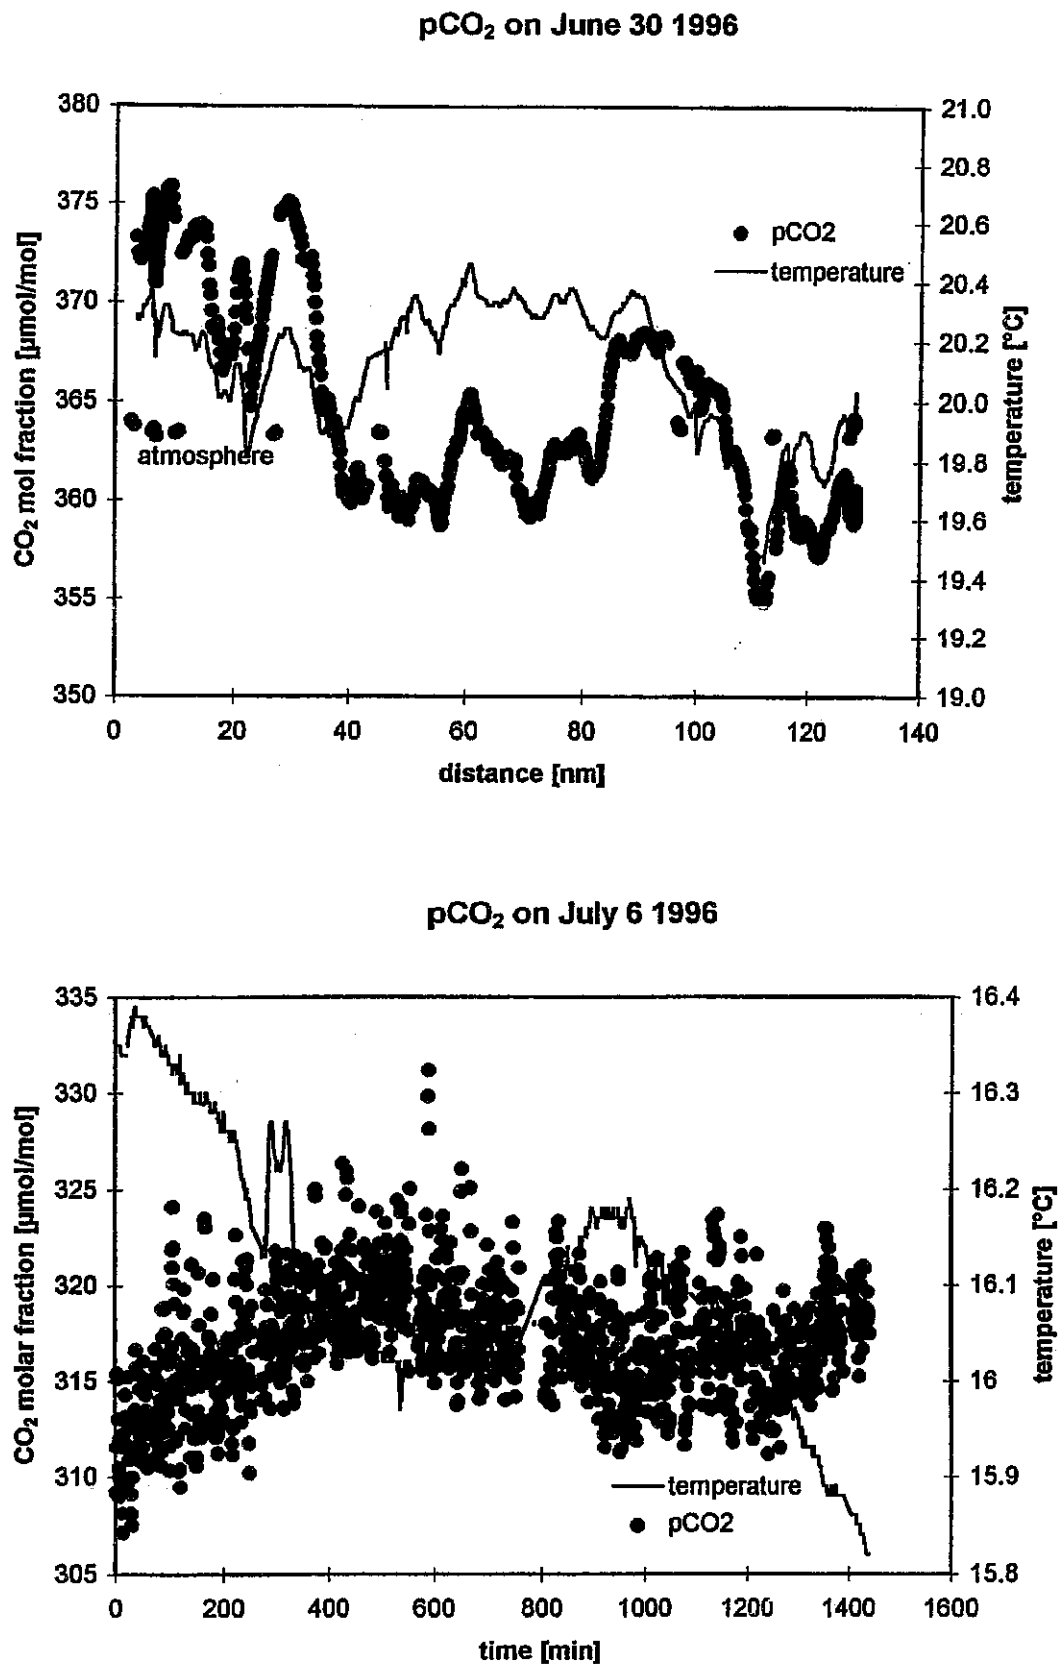 pCO₂ on June 30 1996
380
375
370
365
360
355
350
CO₂ mol fraction [µmol/mol]
21.0
20.8
20.6
20.4
20.2
20.0
19.8
19.6
19.4
19.2
19.0
temperature [°C]
pCO2
temperature
atmosphere
0 20 40 60 80 100 120 140
distance [nm]
pCO₂ on July 6 1996
335
330
325
320
315
310
305
CO₂ molar fraction [µmol/mol]
16.4
16.3
16.2
16.1
16
15.9
15.8
temperature [°C]
temperature
pCO2
0 200 400 600 800 1000 1200 1400 1600
time [min]